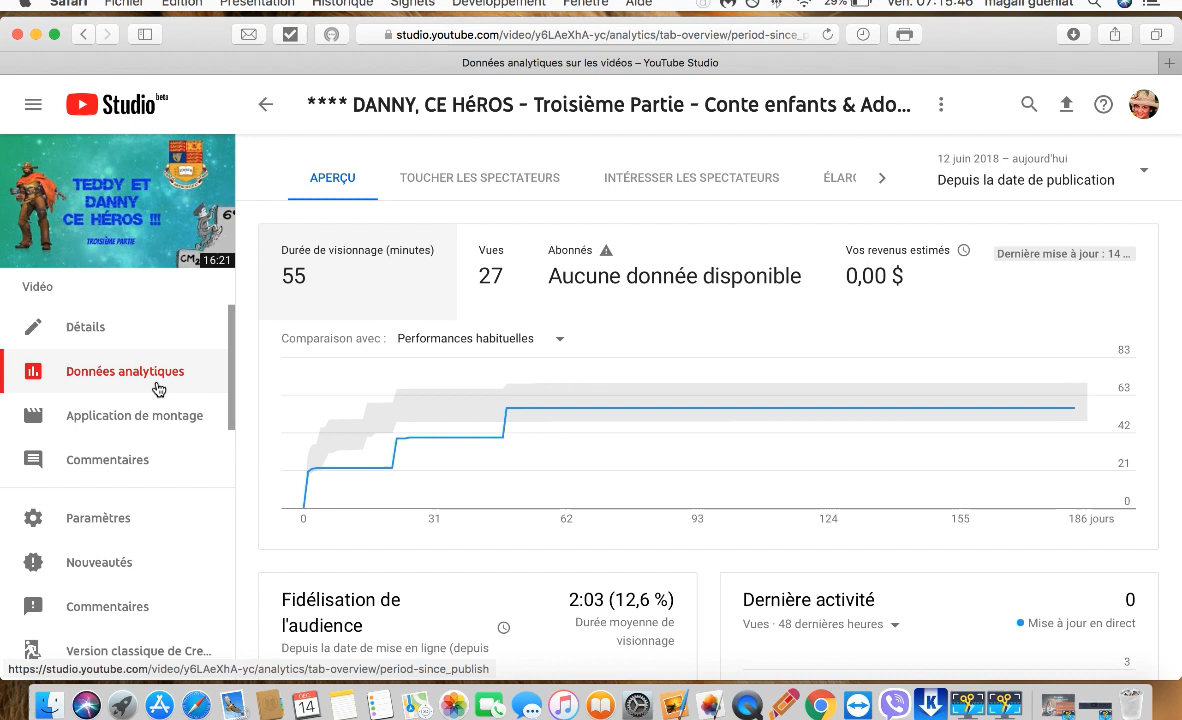 Safari Fichier Édition Présentation Historique Signets Développement Fenêtre Aide 29% Ven. 07:15:46 magali guenat
studio.youtube.com/video/y6LAeXhA-yc/analytics/tab-overview/period-since_p
Données analytiques sur les vidéos – YouTube Studio
Studio beta
**** DANNY, CE HéROS - Troisième Partie - Conte enfants & Ado...
TEDDY ET
DANNY
CE HÉROS !!!
TROISIÈME PARTIE
CM2
16:21
Vidéo
Détails
Données analytiques
Application de montage
Commentaires
Paramètres
Nouveautés
Commentaires
Version classique de Cre...
https://studio.youtube.com/video/y6LAeXhA-yc/analytics/tab-overview/period-since_publish
APERÇU TOUCHER LES SPECTATEURS INTÉRESSER LES SPECTATEURS ÉLARG
12 juin 2018 – aujourd'hui
Depuis la date de publication
Durée de visionnage (minutes)
55
Vues
27
Abonnés
Aucune donnée disponible
Vos revenus estimés
0,00 $
Dernière mise à jour : 14 ...
Comparaison avec : Performances habituelles
83
63
42
21
0
0 31 62 93 124 155 186 jours
Fidélisation de
l'audience
Depuis la date de mise en ligne (depuis
2:03 (12,6 %)
Durée moyenne de
visionnage
Dernière activité
0
Vues · 48 dernières heures
Mise à jour en direct
3
DEC
14